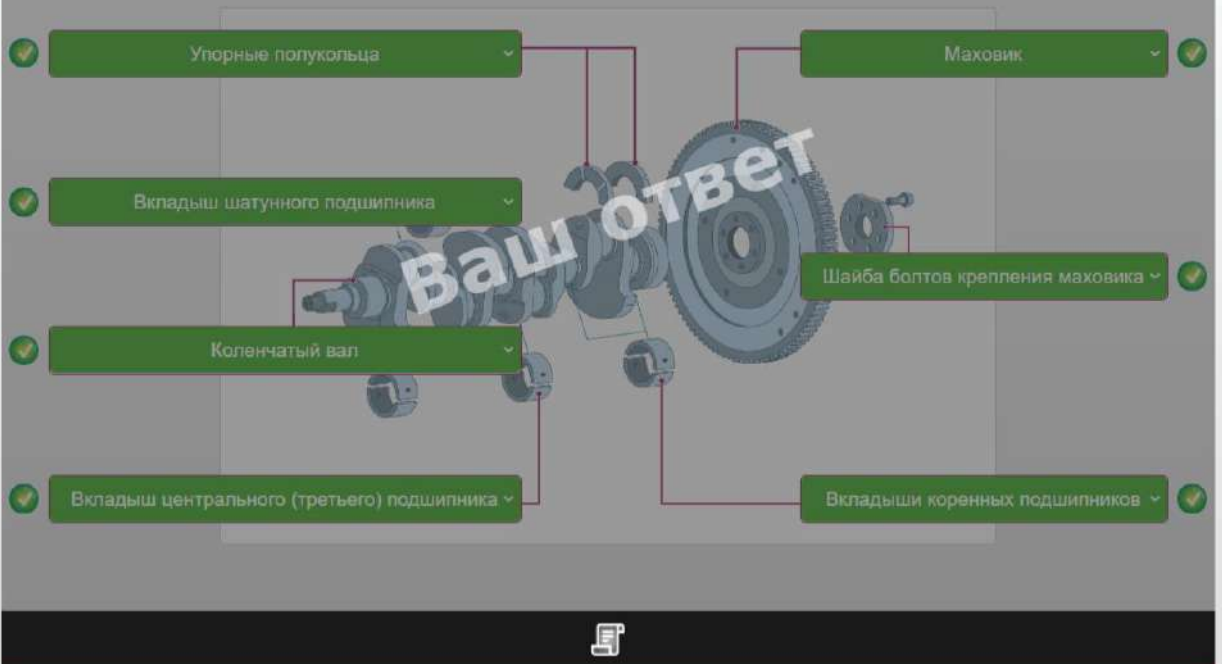 Упорные полукольца
Маховик
Вкладыш шатунного подшипника
Ваш ответ
Шайба болтов крепления маховика
Коленчатый вал
Вкладыш центрального (третьего) подшипника
Вкладыши коренных подшипников